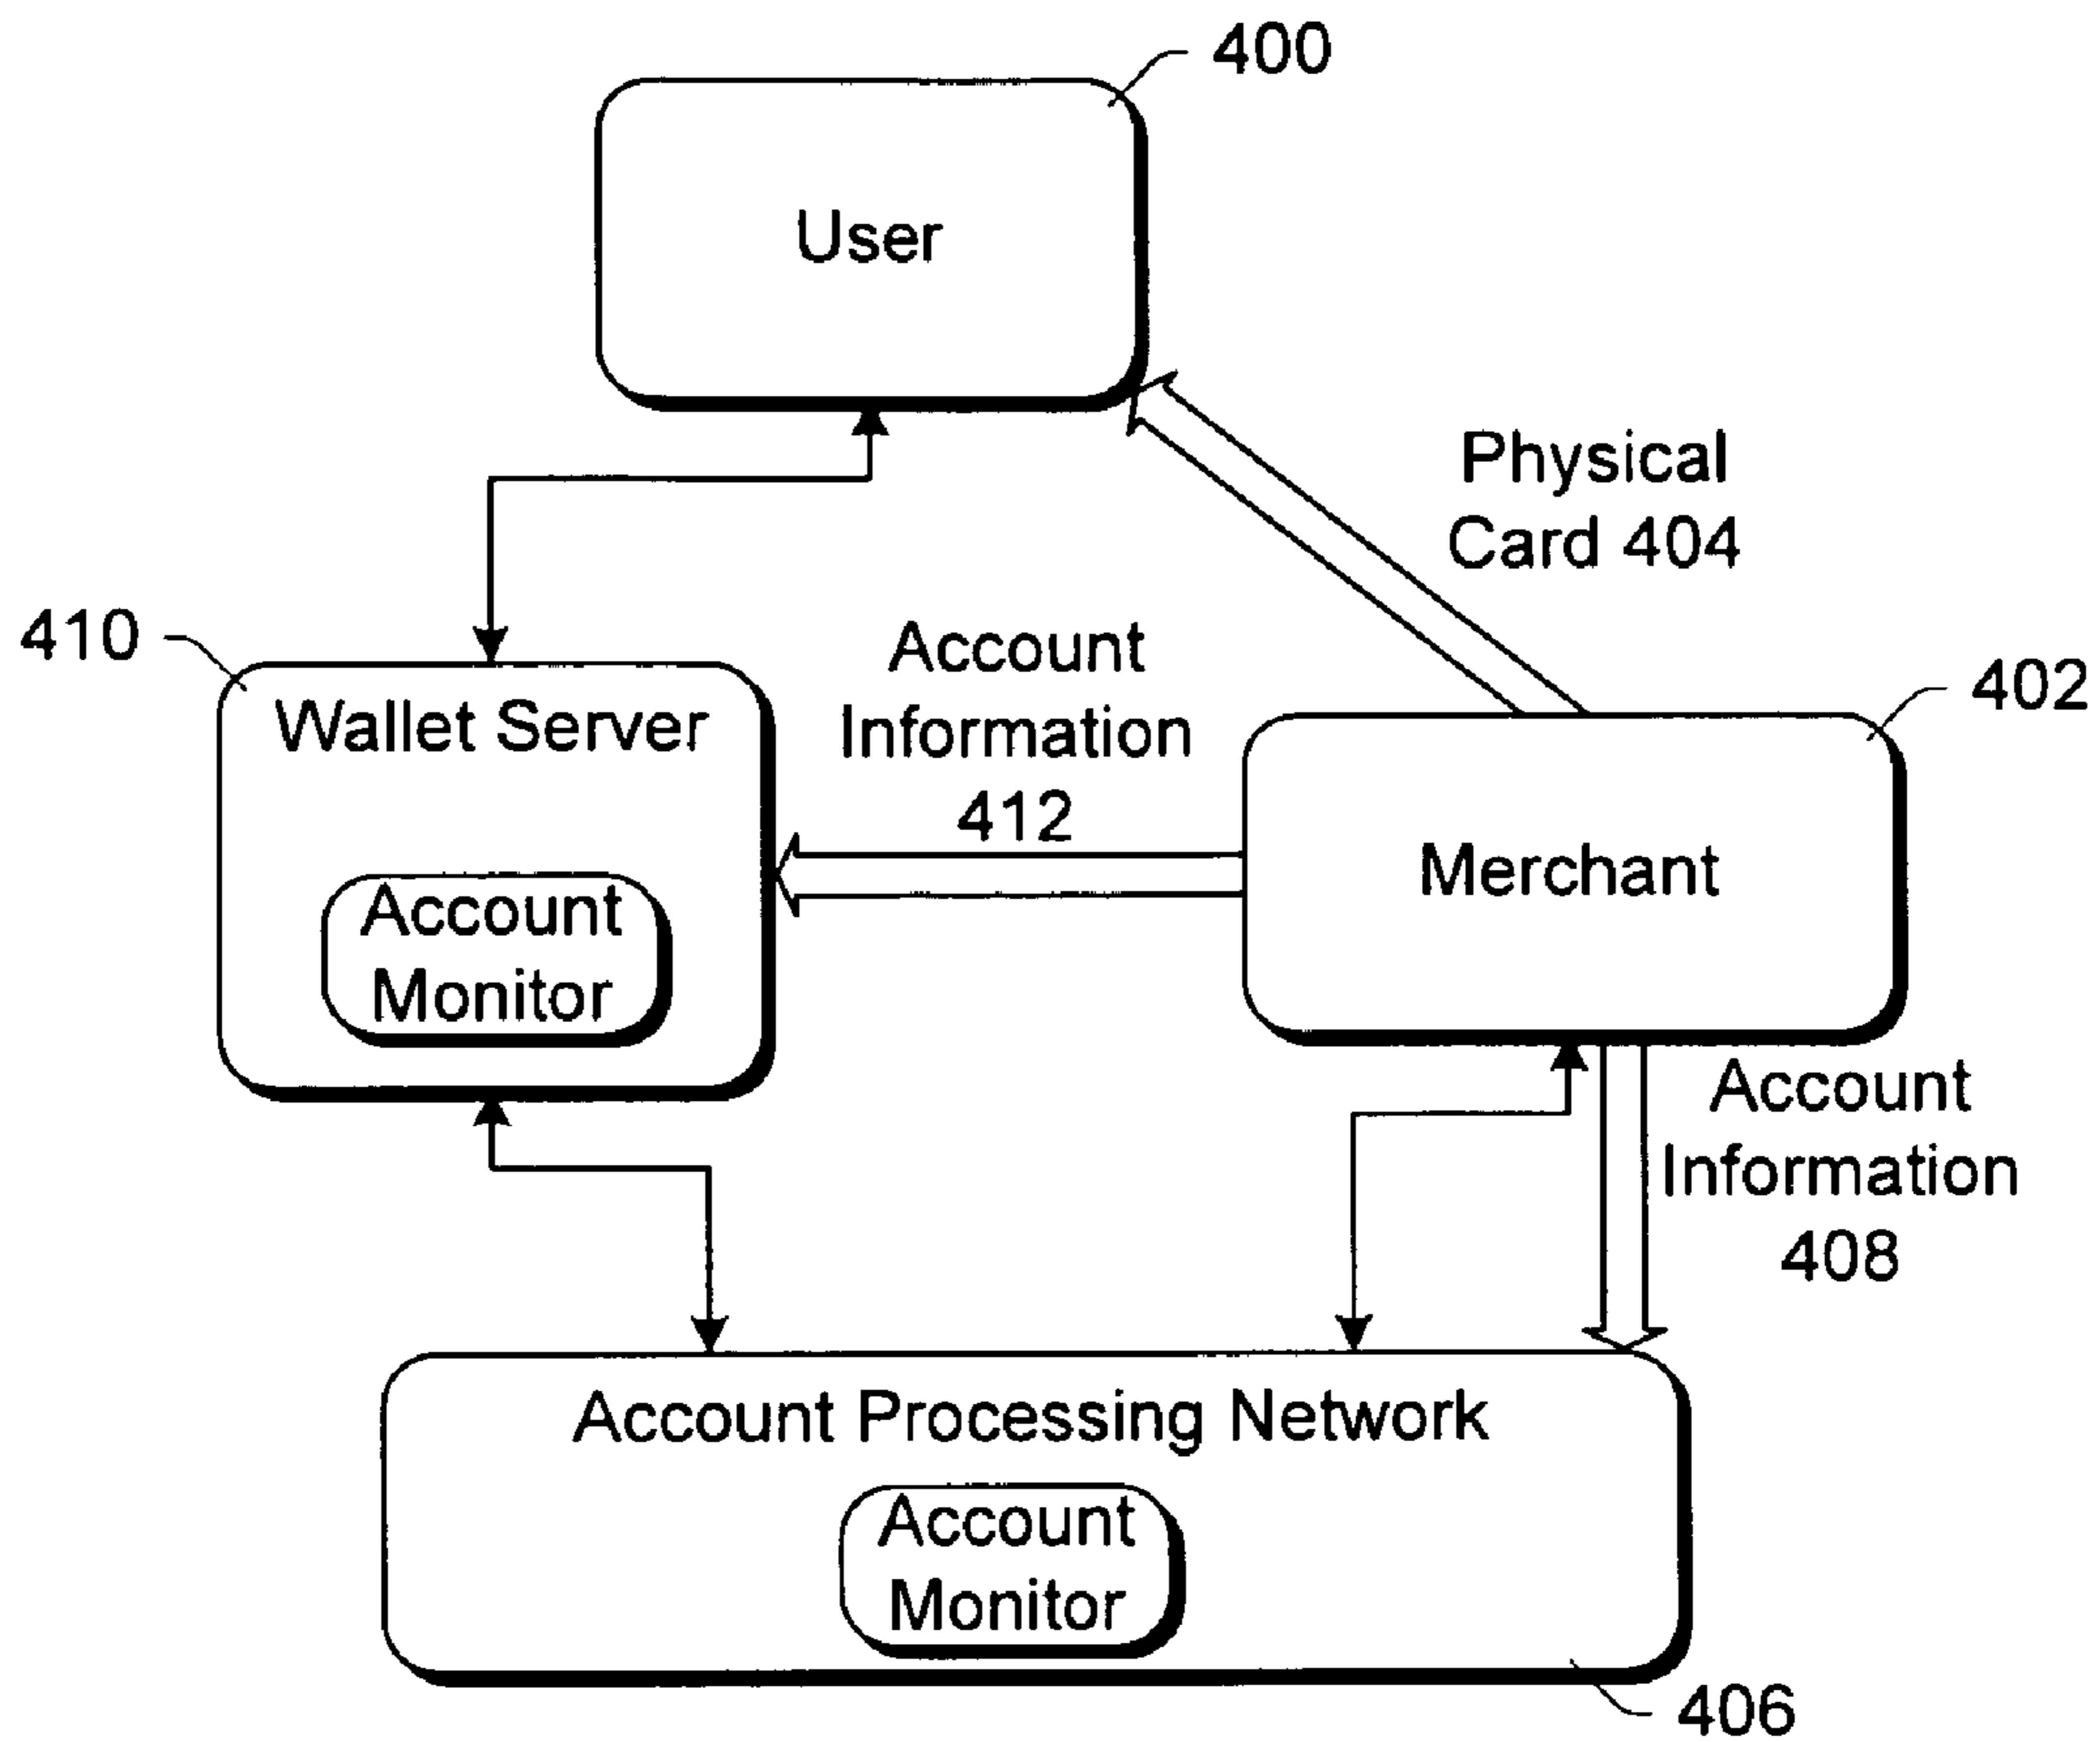 400
User
Physical
Card 404
410
Wallet Server
Account
Monitor
Account
Information
412
402
Merchant
Account
Information
408
Account Processing Network
Account
Monitor
406